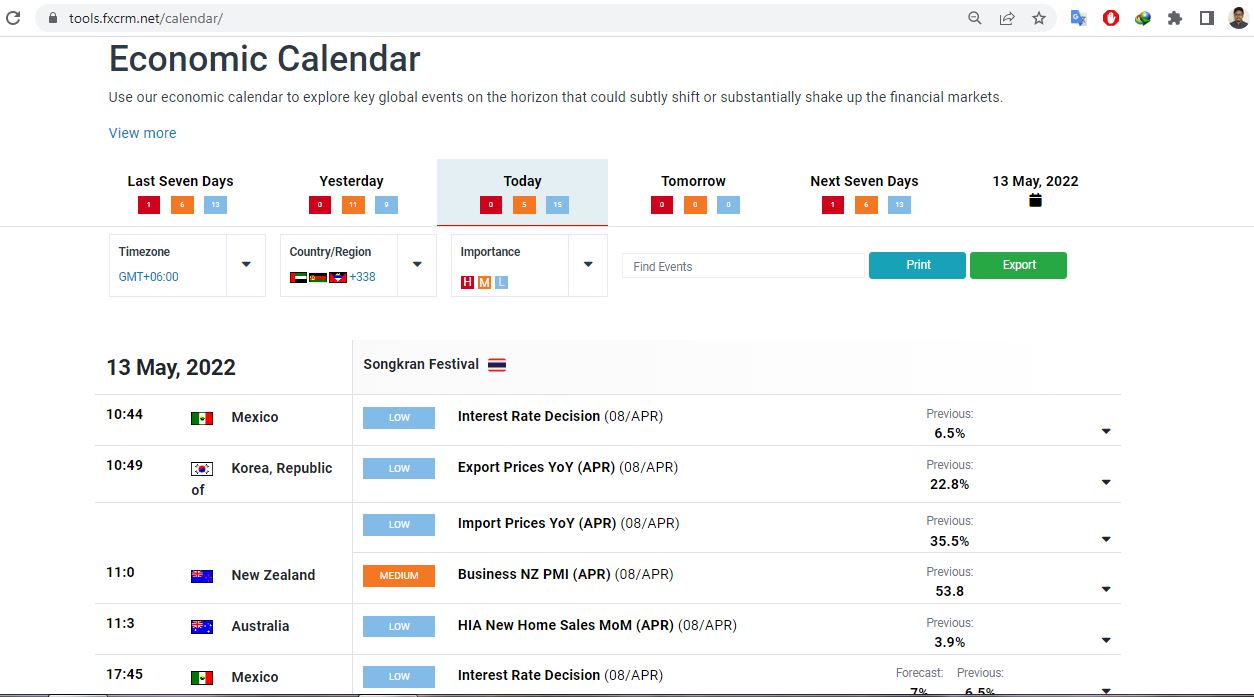 tools.fxcrm.net/calendar/
Economic Calendar
Use our economic calendar to explore key global events on the horizon that could subtly shift or substantially shake up the financial markets.
View more
Last Seven Days Yesterday Today Tomorrow Next Seven Days 13 May, 2022
1 6 13 0 11 9 0 5 15 0 0 0 1 6 13
Timezone Country/Region Importance
GMT+06:00 +338 H M L
Find Events Print Export
13 May, 2022 Songkran Festival
10:44 Mexico LOW Interest Rate Decision (08/APR) Previous:
6.5%
10:49 Korea, Republic LOW Export Prices YoY (APR) (08/APR) Previous:
of 22.8%
LOW Import Prices YoY (APR) (08/APR) Previous:
35.5%
11:0 New Zealand MEDIUM Business NZ PMI (APR) (08/APR) Previous:
53.8
11:3 Australia LOW HIA New Home Sales MoM (APR) (08/APR) Previous:
3.9%
17:45 Mexico LOW Interest Rate Decision (08/APR) Forecast: Previous:
7% 6.5%